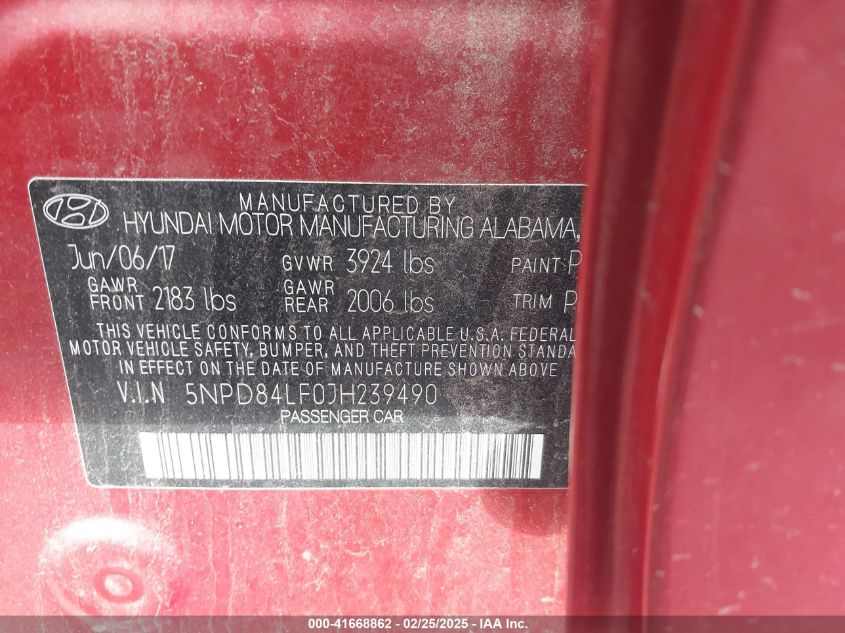 MANUFACTURED BY
HYUNDAI MOTOR MANUFACTURING ALABAMA,
Jun/06/17 GVWR 3924 lbs PAINT: P
GAWR FRONT 2183 lbs GAWR REAR 2006 lbs TRIM P
THIS VEHICLE CONFORMS TO ALL APPLICABLE U.S.A. FEDERAL
MOTOR VEHICLE SAFETY, BUMPER, AND THEFT PREVENTION STANDA
IN EFFECT ON THE DATE OF MANUFACTURE SHOWN ABOVE
V.I.N 5NPD84LF0JH239490
PASSENGER CAR
000-41668862 - 02/25/2025 - IAA Inc.